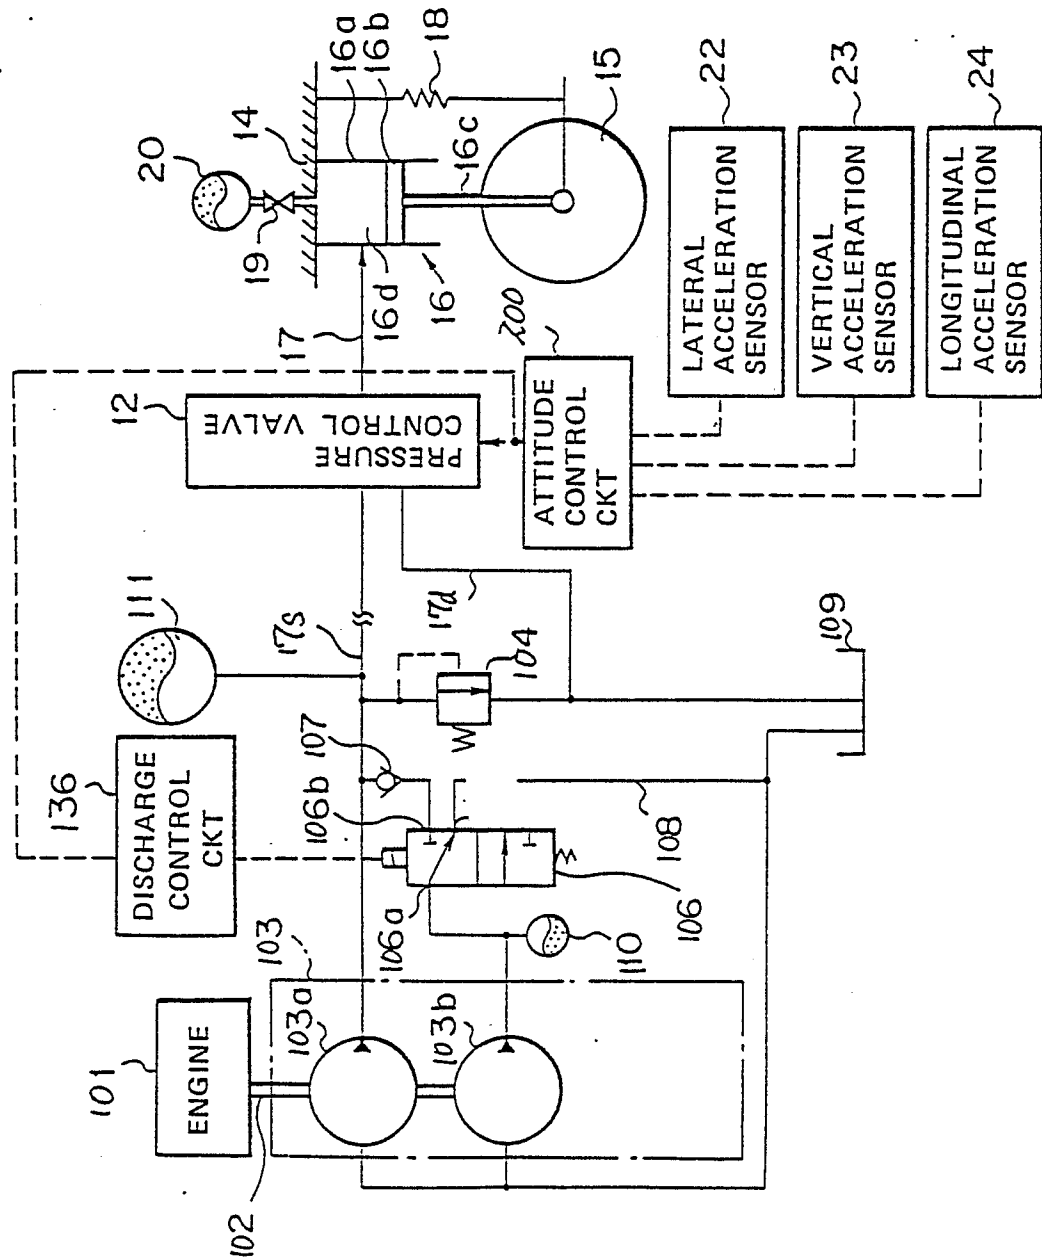 20
14
16a
16b
18
19
16c
16d
16
15
17
200
12
PRESSURE
CONTROL VALVE
ATTITUDE
CONTROL
CKT
LATERAL
ACCELERATION
SENSOR
22
VERTICAL
ACCELERATION
SENSOR
23
LONGITUDINAL
ACCELERATION
SENSOR
24
111
17s
17d
104
109
136
DISCHARGE
CONTROL
CKT
107
106b
108
106a
106
110
103
103a
103b
101
ENGINE
102